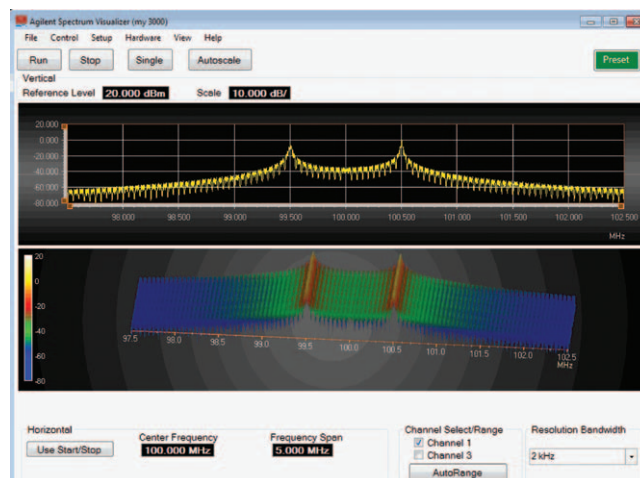 Agilent Spectrum Visualizer (my 3000)
File Control Setup Hardware View Help
Run Stop Single Autoscale Preset
Vertical
Reference Level 20.000 dBm Scale 10.000 dB/
20.000
0.000
-20.000
-40.000
-60.000
-80.000
98.000 98.500 99.000 99.500 100.000 100.500 101.000 101.500 102.000 102.500
MHz
20
0
-20
-40
-60
-80
97.5 98.0 98.5 99.0 99.5 100.0 100.5 101.0 101.5 102.0 102.5
MHz
Horizontal
Use Start/Stop
Center Frequency
100.000 MHz
Frequency Span
5.000 MHz
Channel Select/Range
Channel 1
Channel 3
AutoRange
Resolution Bandwidth
2 kHz